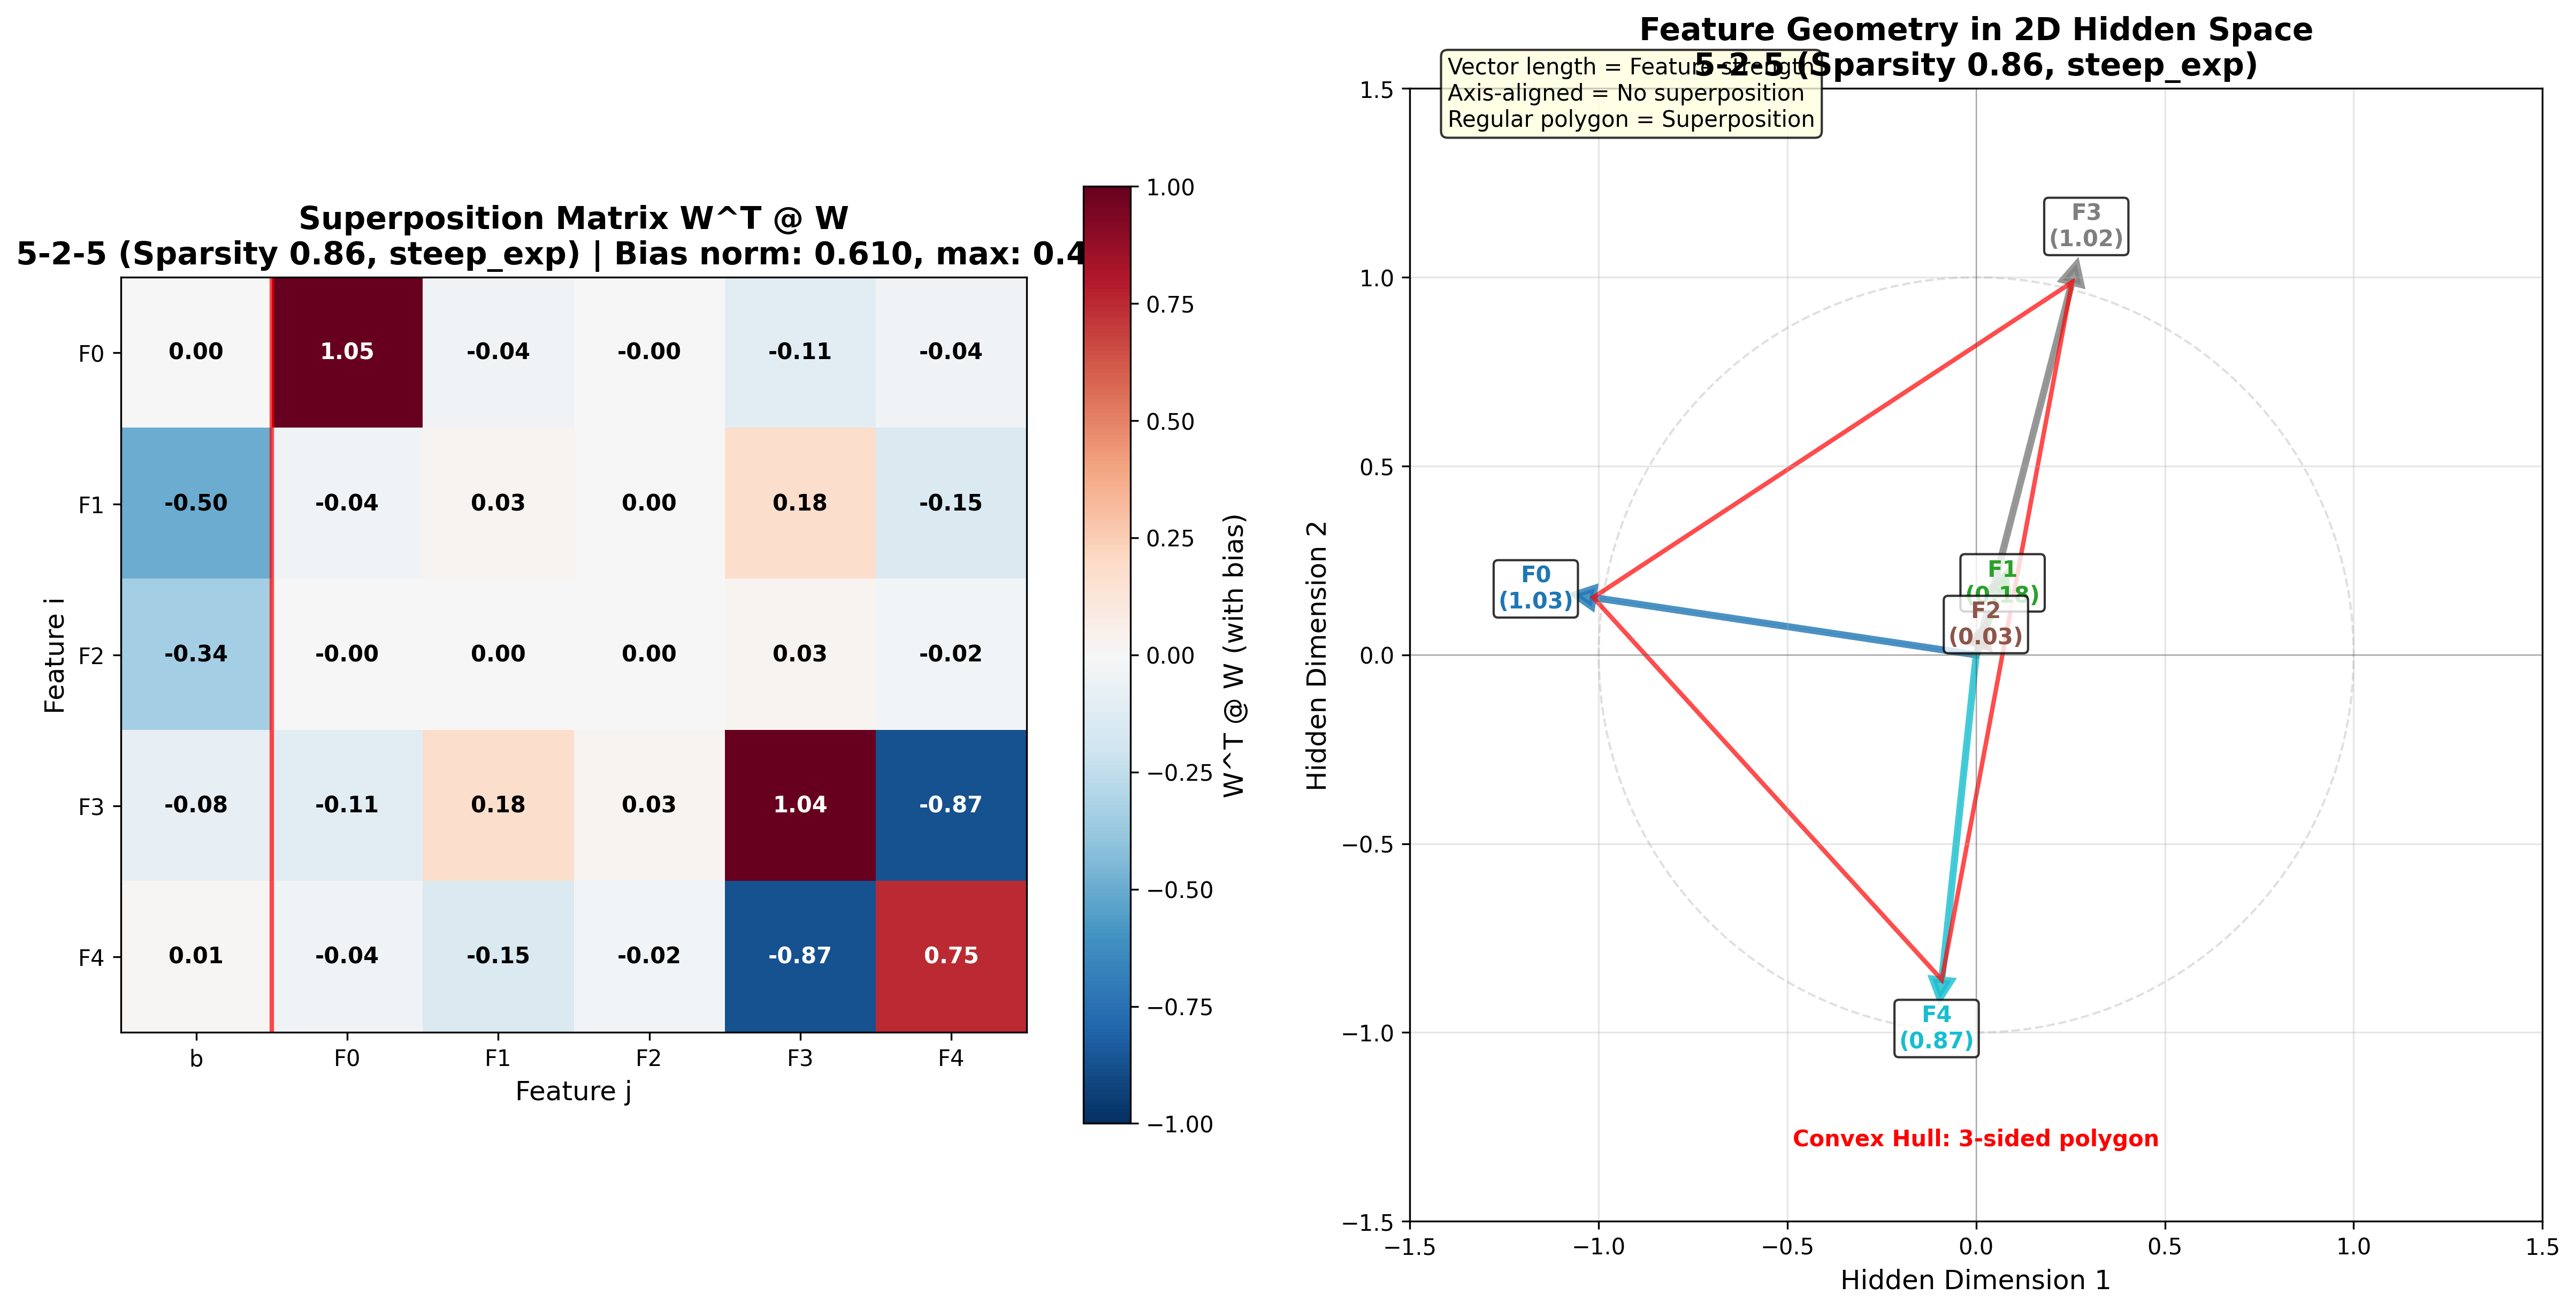 Superposition Matrix W^T @ W
5-2-5 (Sparsity 0.86, steep_exp) | Bias norm: 0.610, max: 0.4
F0
F1
F2
F3
F4
Feature i
0.00 1.05 -0.04 -0.00 -0.11 -0.04
-0.50 -0.04 0.03 0.00 0.18 -0.15
-0.34 -0.00 0.00 0.00 0.03 -0.02
-0.08 -0.11 0.18 0.03 1.04 -0.87
0.01 -0.04 -0.15 -0.02 -0.87 0.75
b F0 F1 F2 F3 F4
Feature j
1.00
0.75
0.50
0.25
0.00
−0.25
−0.50
−0.75
−1.00
W^T @ W (with bias)
Feature Geometry in 2D Hidden Space
5-2-5 (Sparsity 0.86, steep_exp)
Vector length = Feature strength
Axis-aligned = No superposition
Regular polygon = Superposition
1.5
1.0
0.5
0.0
−0.5
−1.0
−1.5
Hidden Dimension 2
F3
(1.02)
F0
(1.03)
F1
(0.18)
F2
(0.03)
F4
(0.87)
Convex Hull: 3-sided polygon
−1.5 −1.0 −0.5 0.0 0.5 1.0 1.5
Hidden Dimension 1